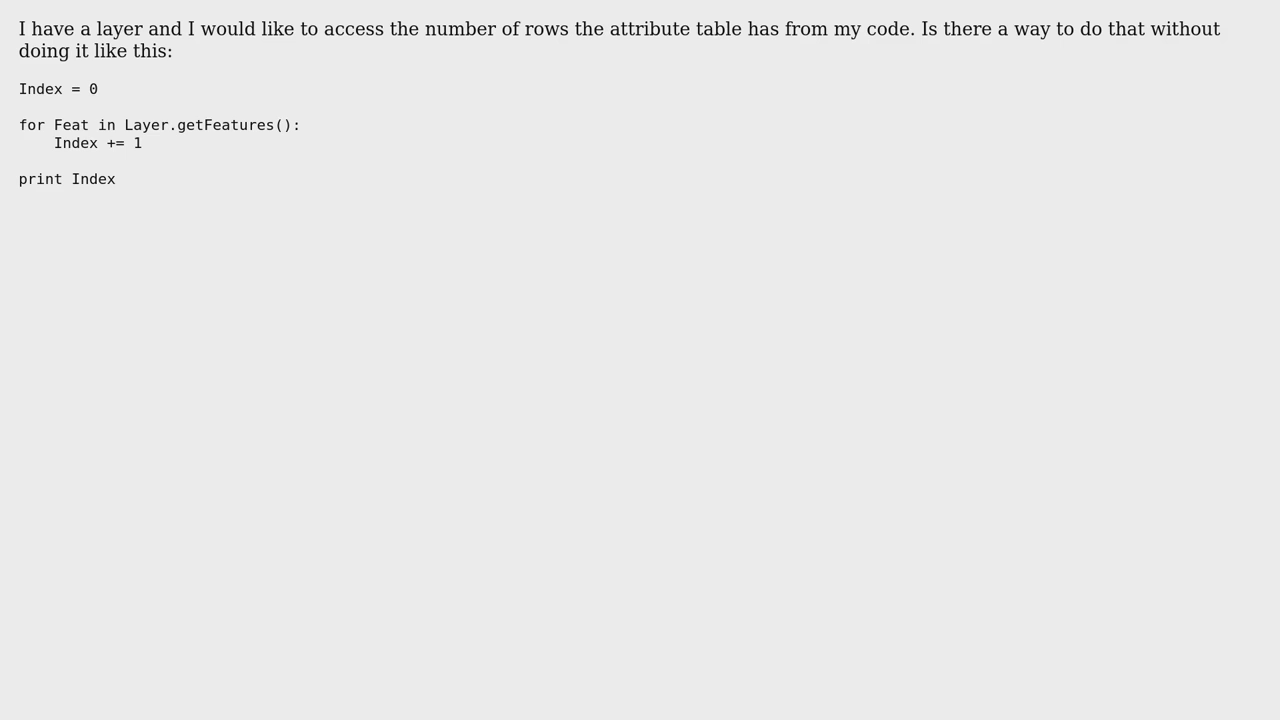 I have a layer and I would like to access the number of rows the attribute table has from my code. Is there a way to do that without
doing it like this:
Index = 0
for Feat in Layer.getFeatures():
    Index += 1
print Index